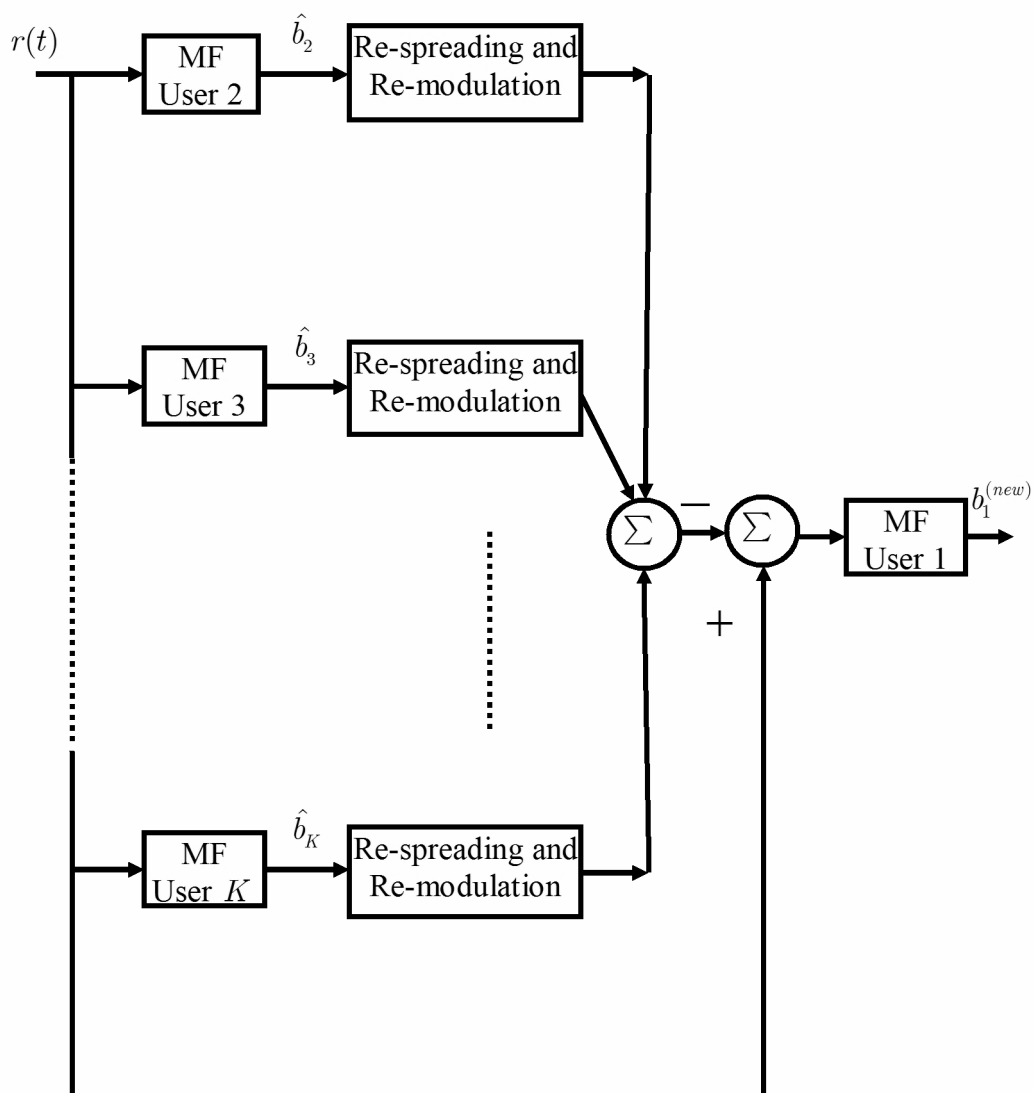 r(t)
MF
User 2
b̂₂
Re-spreading and
Re-modulation
MF
User 3
b̂₃
Re-spreading and
Re-modulation
Σ
−
Σ
+
MF
User 1
b₁^(new)
MF
User K
b̂_K
Re-spreading and
Re-modulation